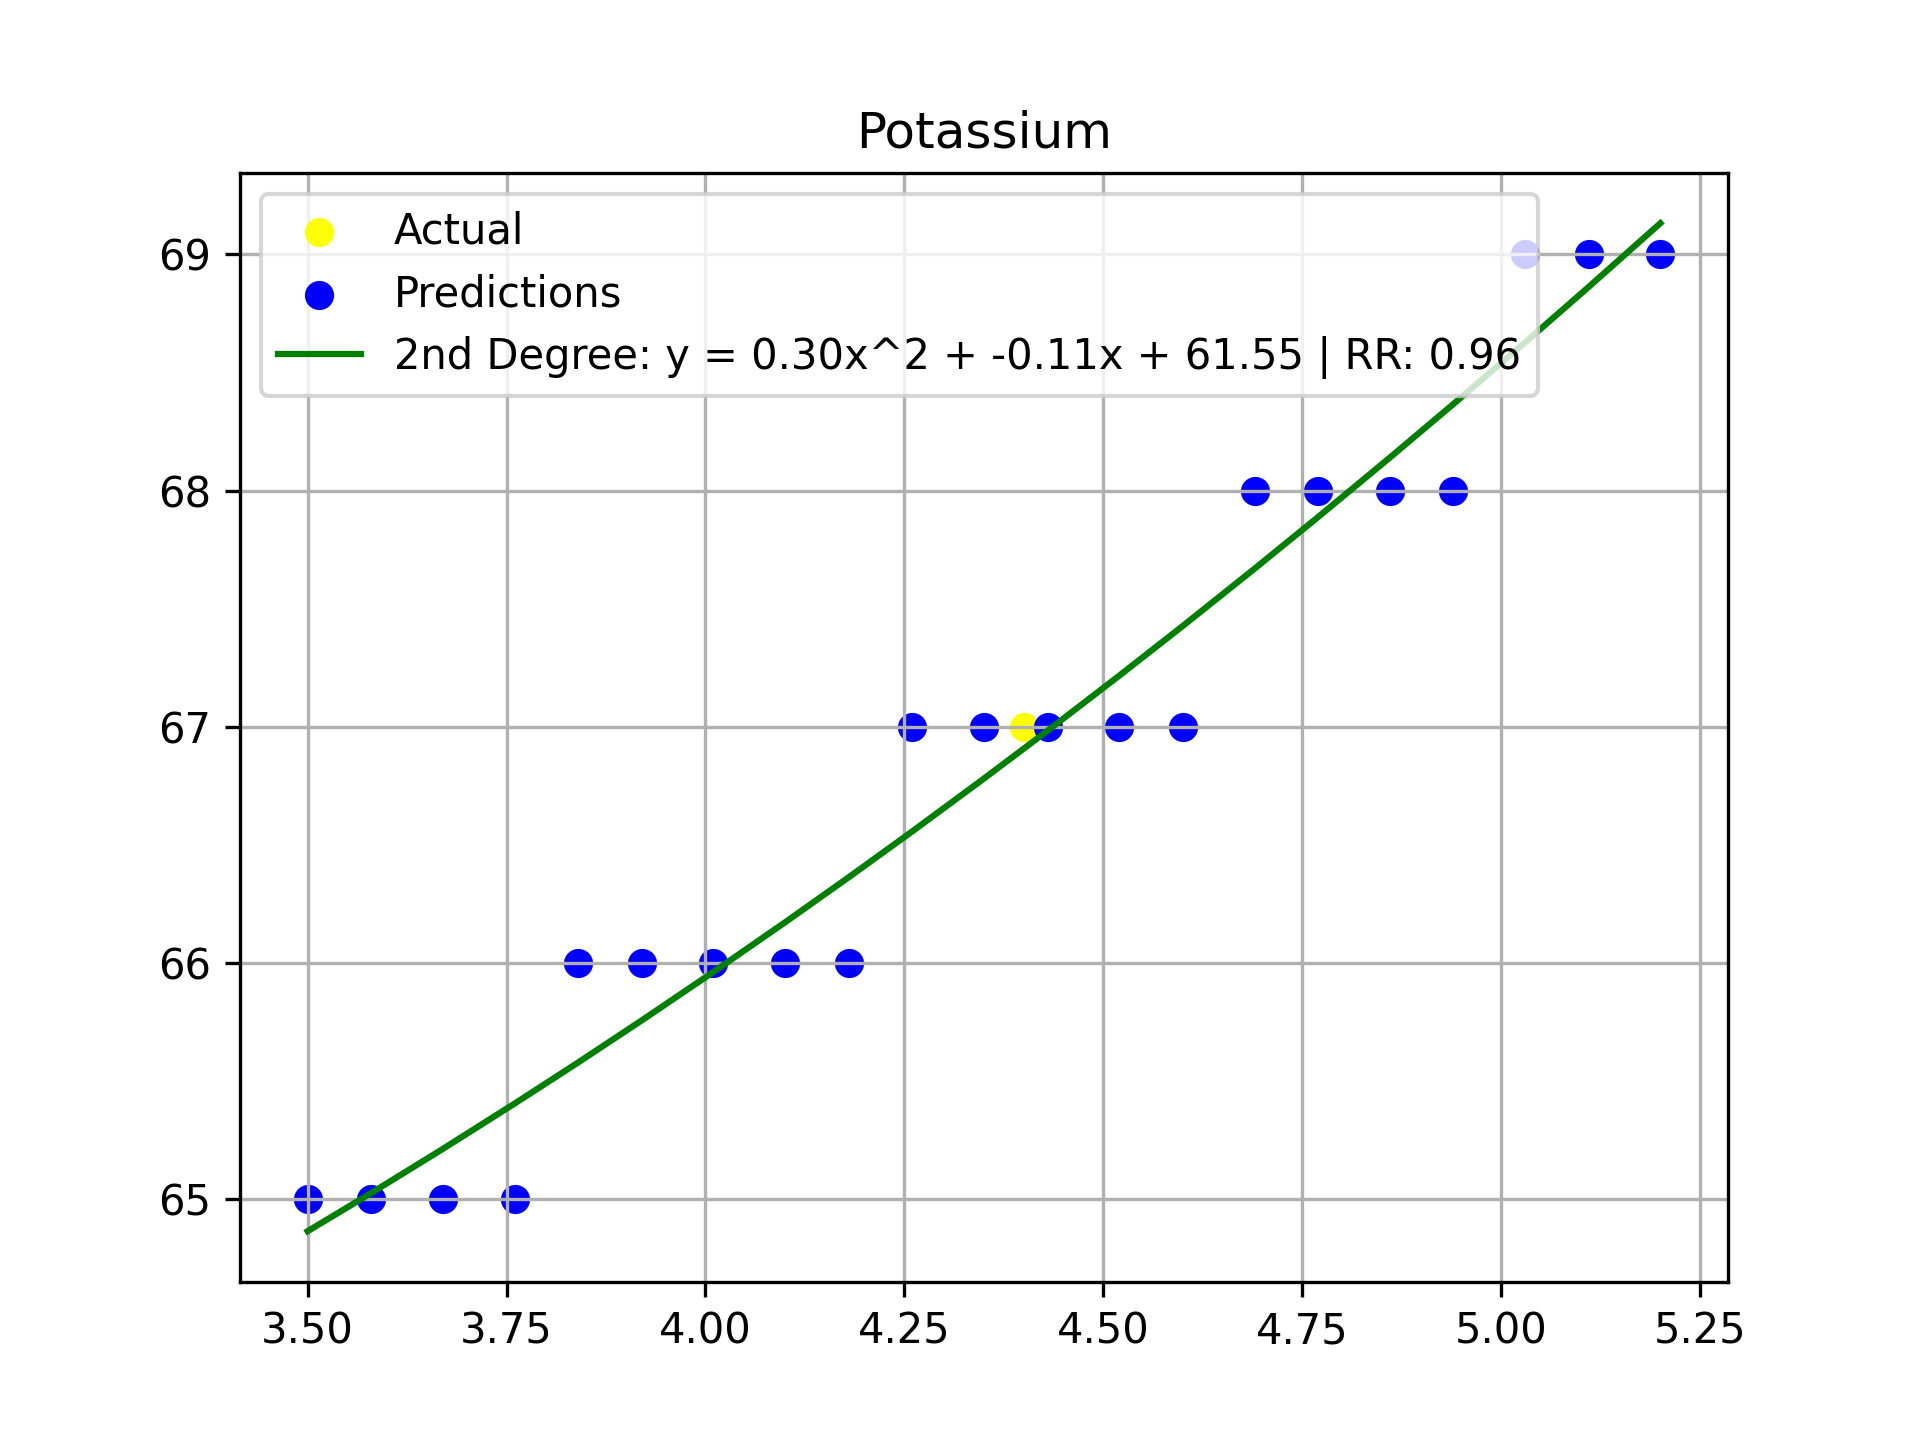 Potassium
Actual
Predictions
2nd Degree: y = 0.30x^2 + -0.11x + 61.55 | RR: 0.96
69
68
67
66
65
3.50 3.75 4.00 4.25 4.50 4.75 5.00 5.25